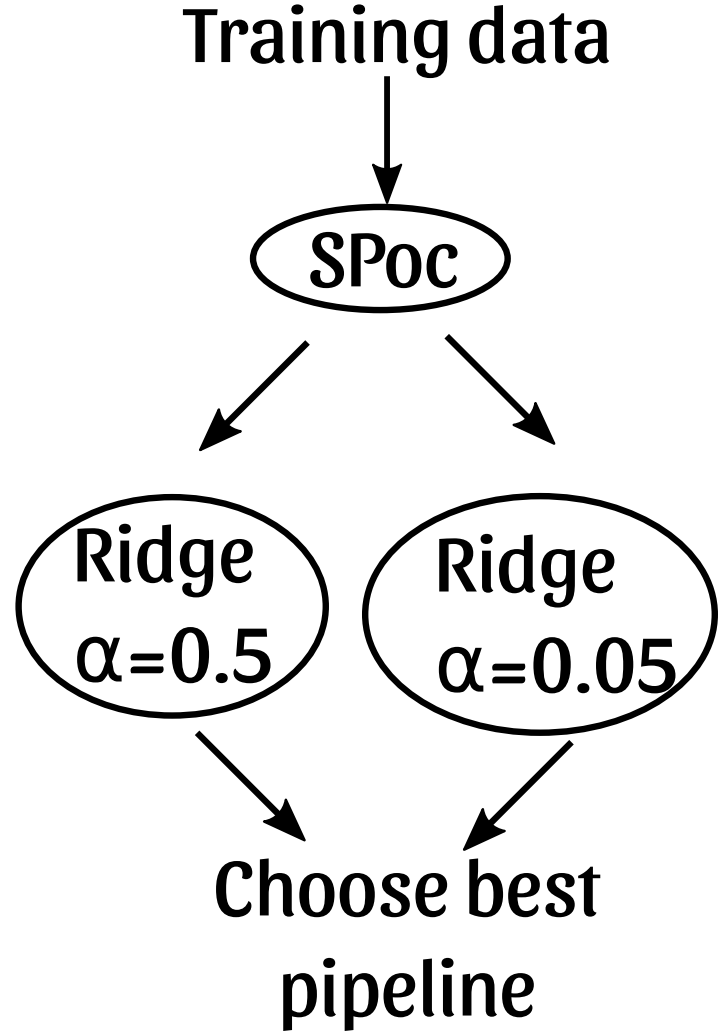 Training data
SPoc
Ridge
α=0.5
Ridge
α=0.05
Choose best
pipeline